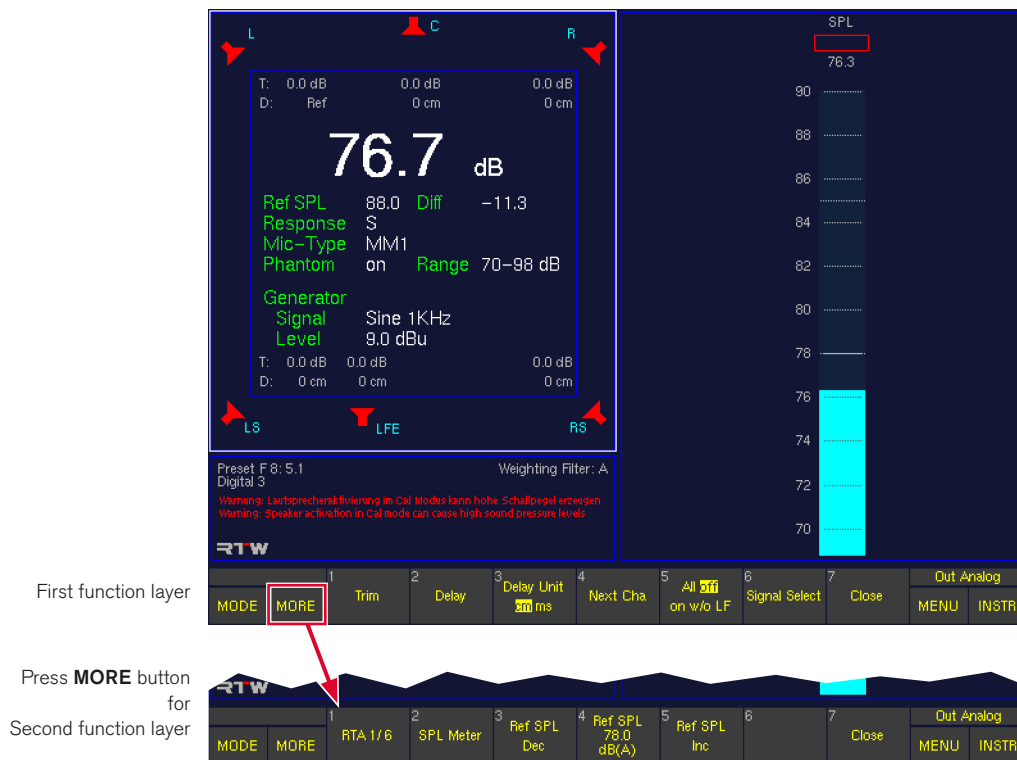 L
C
R
T: 0.0 dB 0.0 dB 0.0 dB
D: Ref 0 cm 0 cm
76.7 dB
Ref SPL 88.0 Diff -11.3
Response S
Mic-Type MM1
Phantom on Range 70-98 dB
Generator
Signal Sine 1KHz
Level 9.0 dBu
T: 0.0 dB 0.0 dB 0.0 dB
D: 0 cm 0 cm 0 cm
LS
LFE
RS
Preset F 8: 5.1 Weighting Filter: A
Digital 3
Warnung: Lautsprecheraktivierung im Cal Modus kann hohe Schallpegel erzeugen
Warning: Speaker activation in Cal mode can cause high sound pressure levels
RTW
SPL
76.3
90
88
86
84
82
80
78
76
74
72
70
First function layer
MODE
MORE
1 Trim
2 Delay
3 Delay Unit
cm ms
4 Next Cha
5 All off
on w/o LF
6 Signal Select
7 Close
Out Analog
MENU
INSTR
Press MORE button
for
Second function layer
RTW
MODE
MORE
1 RTA 1/6
2 SPL Meter
3 Ref SPL
Dec
4 Ref SPL
78.0
dB(A)
5 Ref SPL
Inc
6
7 Close
Out Analog
MENU
INSTR